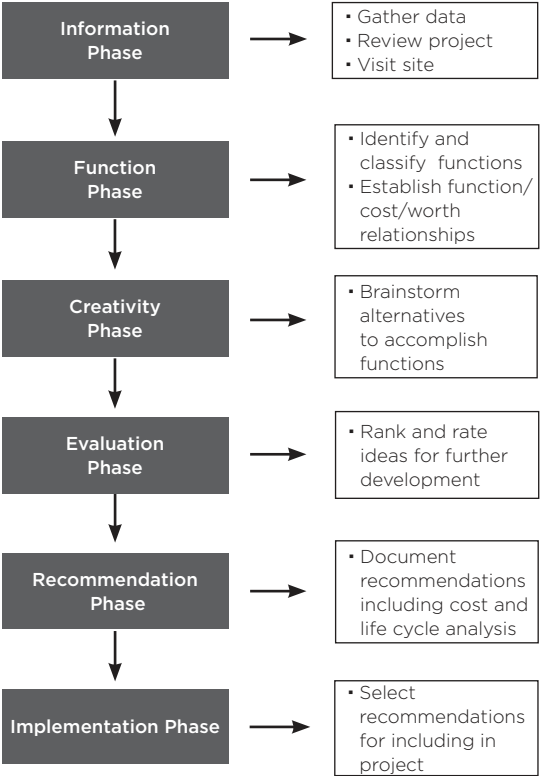 Information
Phase
▪ Gather data
▪ Review project
▪ Visit site
Function
Phase
▪ Identify and
classify functions
▪ Establish function/
cost/worth
relationships
Creativity
Phase
▪ Brainstorm
alternatives
to accomplish
functions
Evaluation
Phase
▪ Rank and rate
ideas for further
development
Recommendation
Phase
▪ Document
recommendations
including cost and
life cycle analysis
Implementation Phase
▪ Select
recommendations
for including in
project